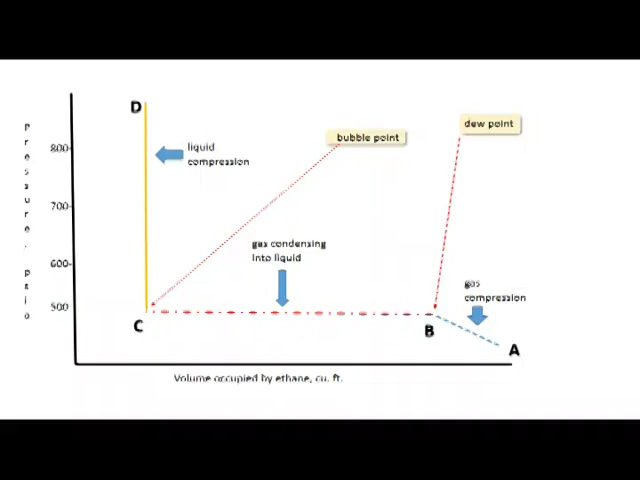 D
bubble point
dew point
liquid
compression
800
700
600
500
gas condensing
into liquid
gas
compression
C
B
A
Volume occupied by ethane, cu. ft.